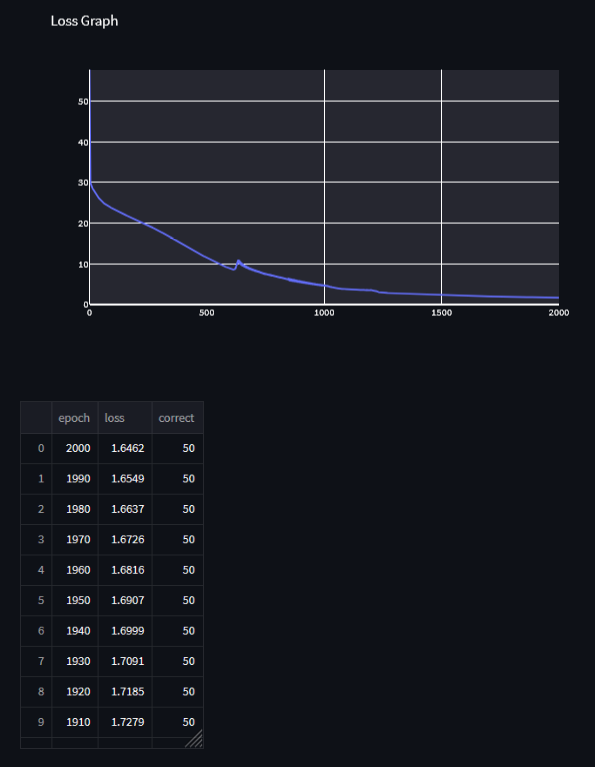 Loss Graph
50
40
30
20
10
0
0 500 1000 1500 2000
epoch loss correct
0 2000 1.6462 50
1 1990 1.6549 50
2 1980 1.6637 50
3 1970 1.6726 50
4 1960 1.6816 50
5 1950 1.6907 50
6 1940 1.6999 50
7 1930 1.7091 50
8 1920 1.7185 50
9 1910 1.7279 50